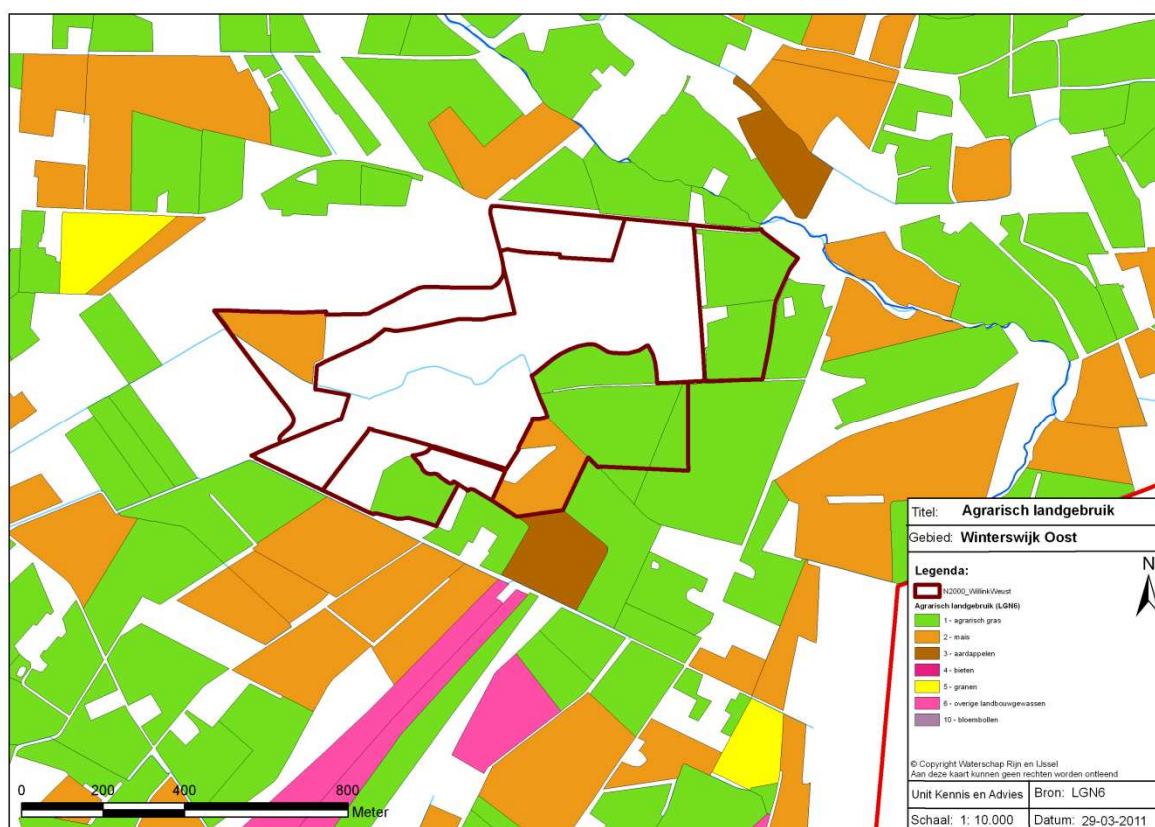 Titel: Agrarisch landgebruik
Gebied: Winterswijk Oost
Legenda:
N
N2000_WillinkWeust
Agrarisch landgebruik (LGN6)
1 - agrarisch gras
2 - mais
3 - aardappelen
4 - bieten
5 - granen
6 - overige landbouwgewassen
10 - bloembollen
© Copyright Waterschap Rijn en IJssel
Aan deze kaart kunnen geen rechten worden ontleend
Unit Kennis en Advies Bron: LGN6
Schaal: 1: 10.000 Datum: 29-03-2011
0 200 400 800
Meter